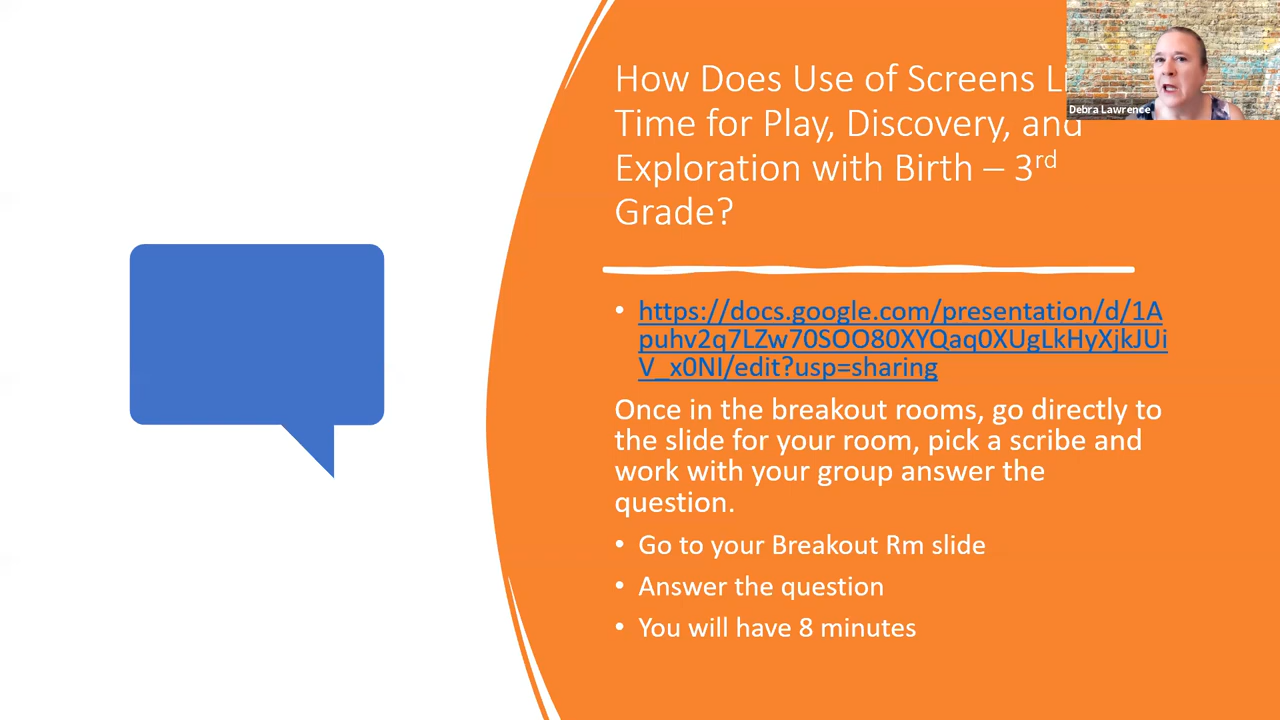 How Does Use of Screens
Time for Play, Discovery, and
Exploration with Birth – 3rd
Grade?
• https://docs.google.com/presentation/d/1A
puhv2q7LZw70SOO80XYQaq0XUgLkHyXjkJUi
V_x0NI/edit?usp=sharing
Once in the breakout rooms, go directly to
the slide for your room, pick a scribe and
work with your group answer the
question.
• Go to your Breakout Rm slide
• Answer the question
• You will have 8 minutes
Debra Lawrence